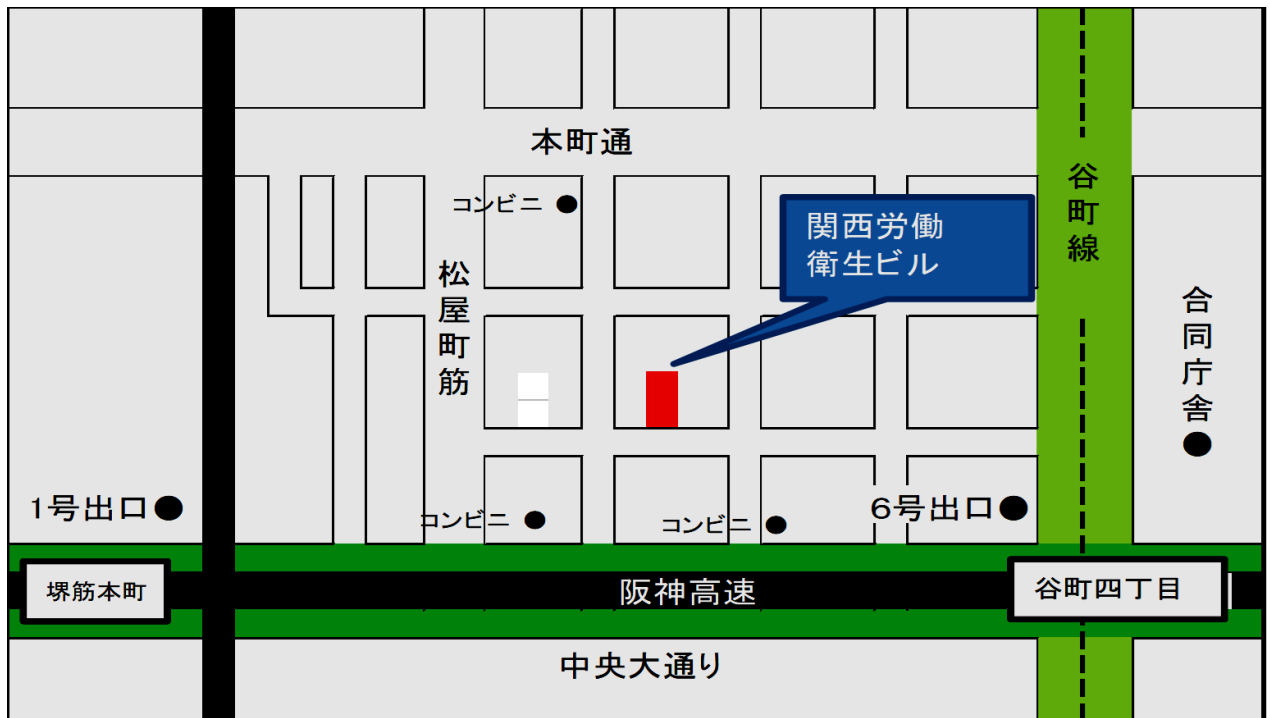 本町通
コンビニ
谷町線
関西労働
衛生ビル
松屋町筋
合同庁舎
1号出口
6号出口
コンビニ
コンビニ
堺筋本町
阪神高速
谷町四丁目
中央大通り